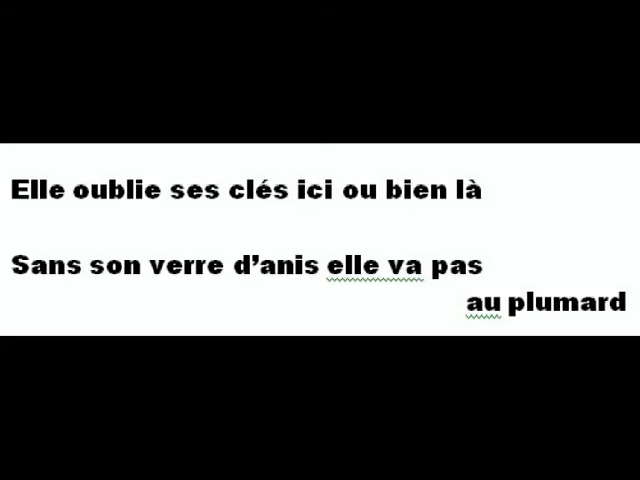 Elle oublie ses clés ici ou bien là
Sans son verre d’anis elle va pas
au plumard